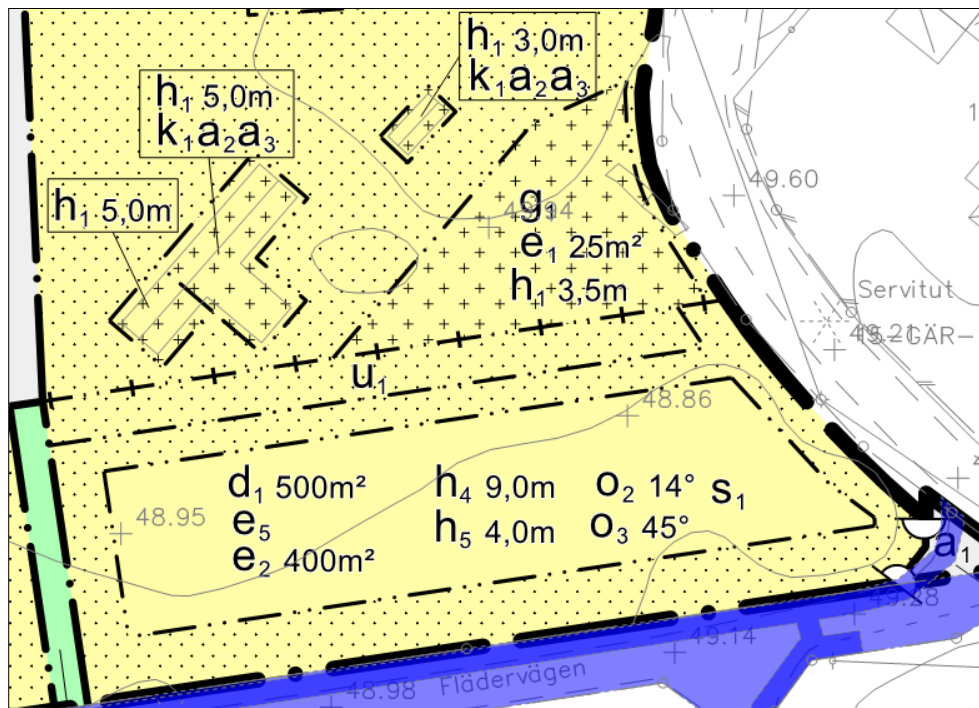 h₁ 3,0m
k₁a₂a₃
h₁ 5,0m
k₁a₂a₃
h₁ 5,0m
49.60
g₁
e₁ 25m²
h₁ 3,5m
Servitut
u₁
48.86
d₁ 500m²
h₄ 9,0m
o₂ 14°
s₁
48.95
e₅
h₅ 4,0m
o₃ 45°
e₂ 400m²
a₁
49.28
49.14
Flädervägen
48.98